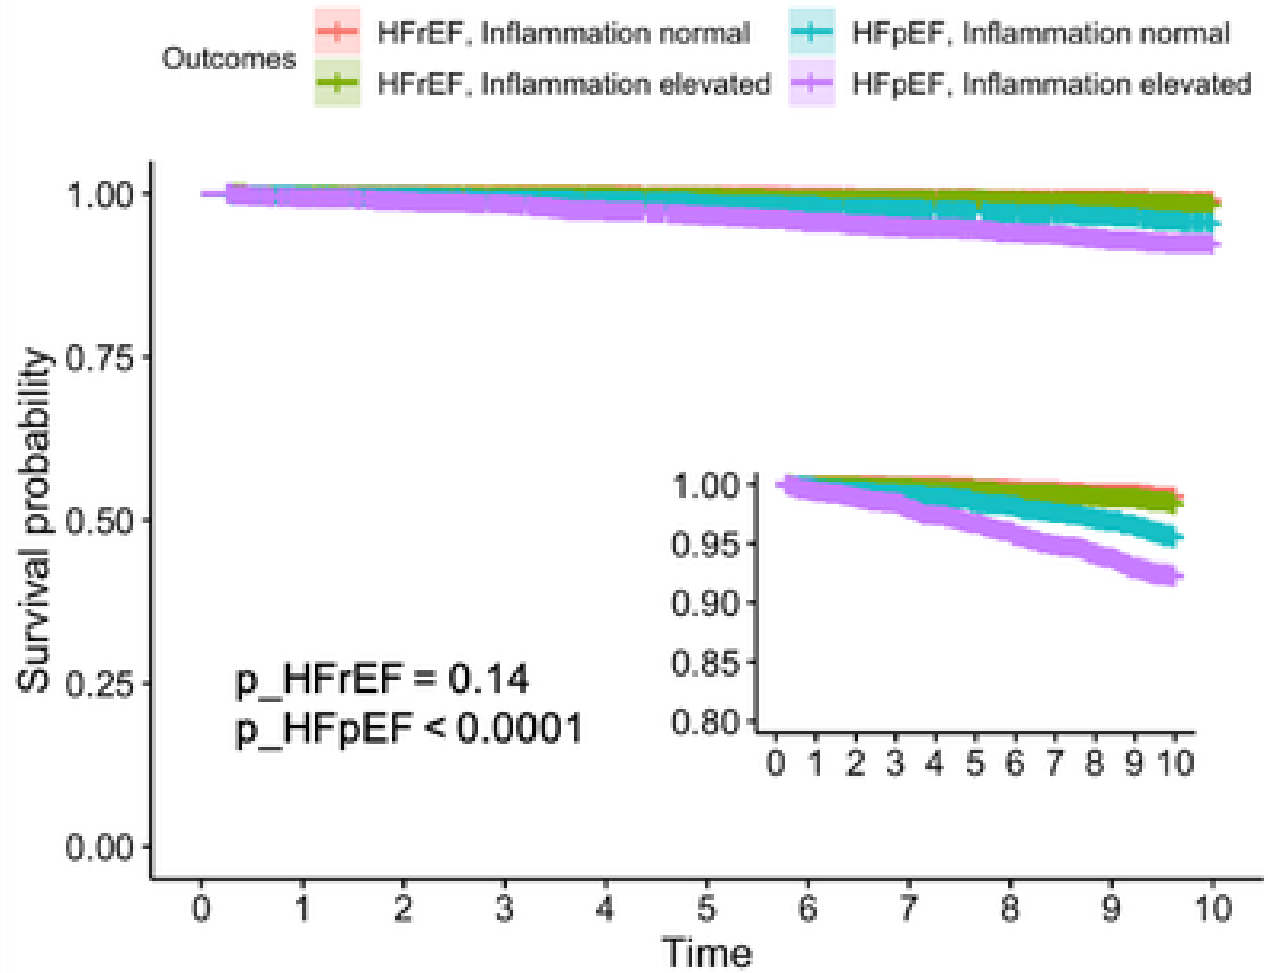 Outcomes
HFrEF, Inflammation normal
HFpEF, Inflammation normal
HFrEF, Inflammation elevated
HFpEF, Inflammation elevated
1.00
0.75
0.50
0.25
0.00
Survival probability
p_HFrEF = 0.14
p_HFpEF < 0.0001
1.00
0.95
0.90
0.85
0.80
0 1 2 3 4 5 6 7 8 9 10
0 1 2 3 4 5 6 7 8 9 10
Time